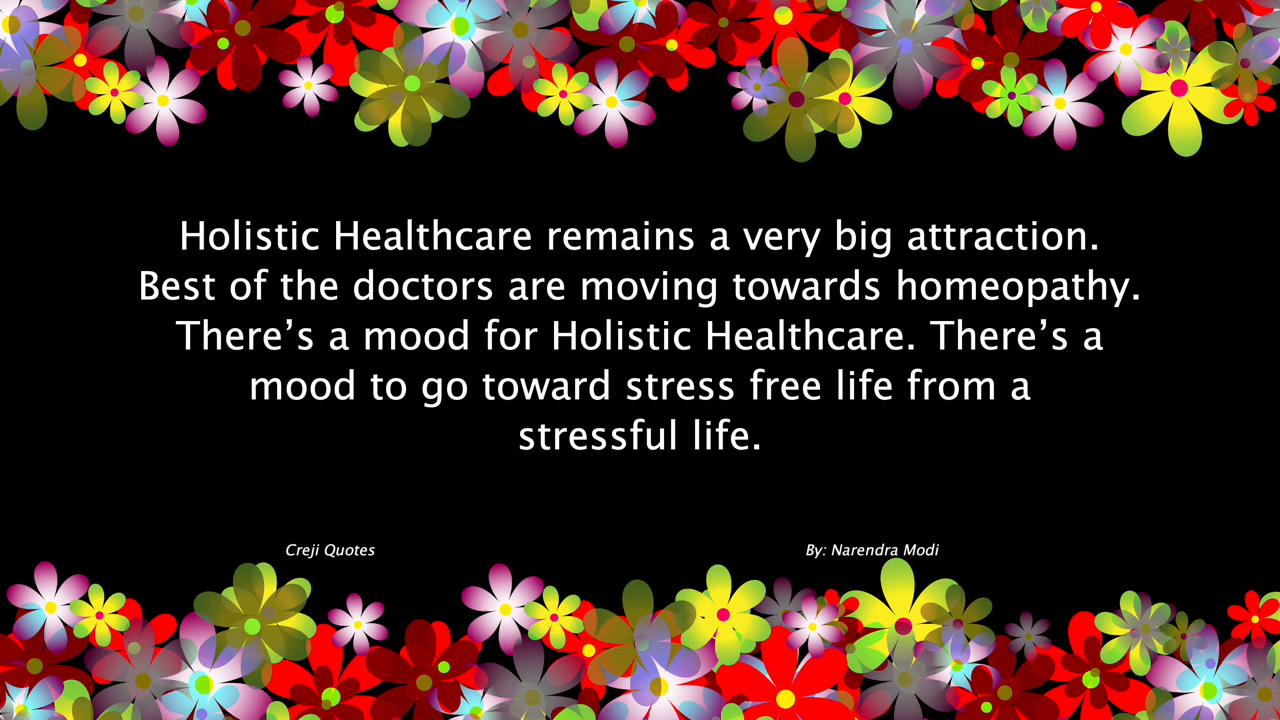 Holistic Healthcare remains a very big attraction.
Best of the doctors are moving towards homeopathy.
There’s a mood for Holistic Healthcare. There’s a
mood to go toward stress free life from a
stressful life.
Creji Quotes
By: Narendra Modi